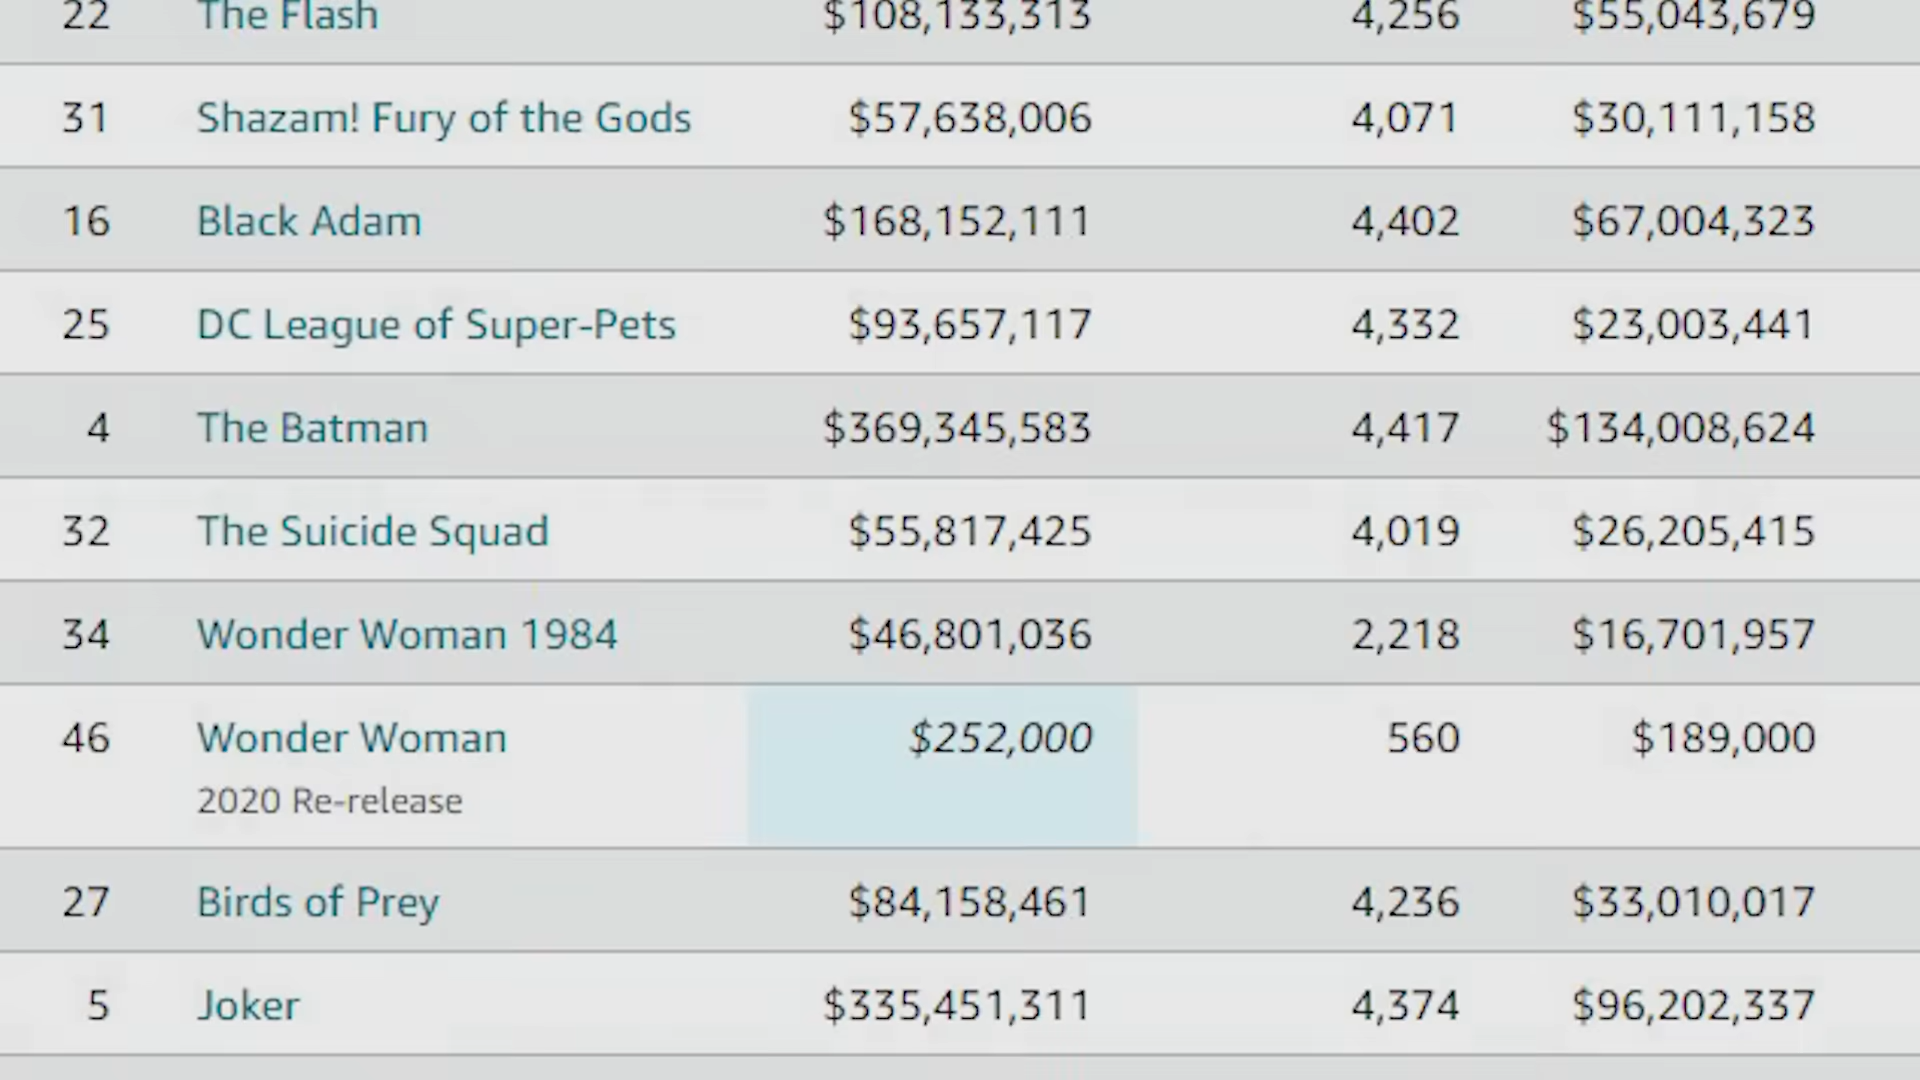 22 The Flash $108,133,313 4,256 $55,043,679
31 Shazam! Fury of the Gods $57,638,006 4,071 $30,111,158
16 Black Adam $168,152,111 4,402 $67,004,323
25 DC League of Super-Pets $93,657,117 4,332 $23,003,441
4 The Batman $369,345,583 4,417 $134,008,624
32 The Suicide Squad $55,817,425 4,019 $26,205,415
34 Wonder Woman 1984 $46,801,036 2,218 $16,701,957
46 Wonder Woman $252,000 560 $189,000
2020 Re-release
27 Birds of Prey $84,158,461 4,236 $33,010,017
5 Joker $335,451,311 4,374 $96,202,337